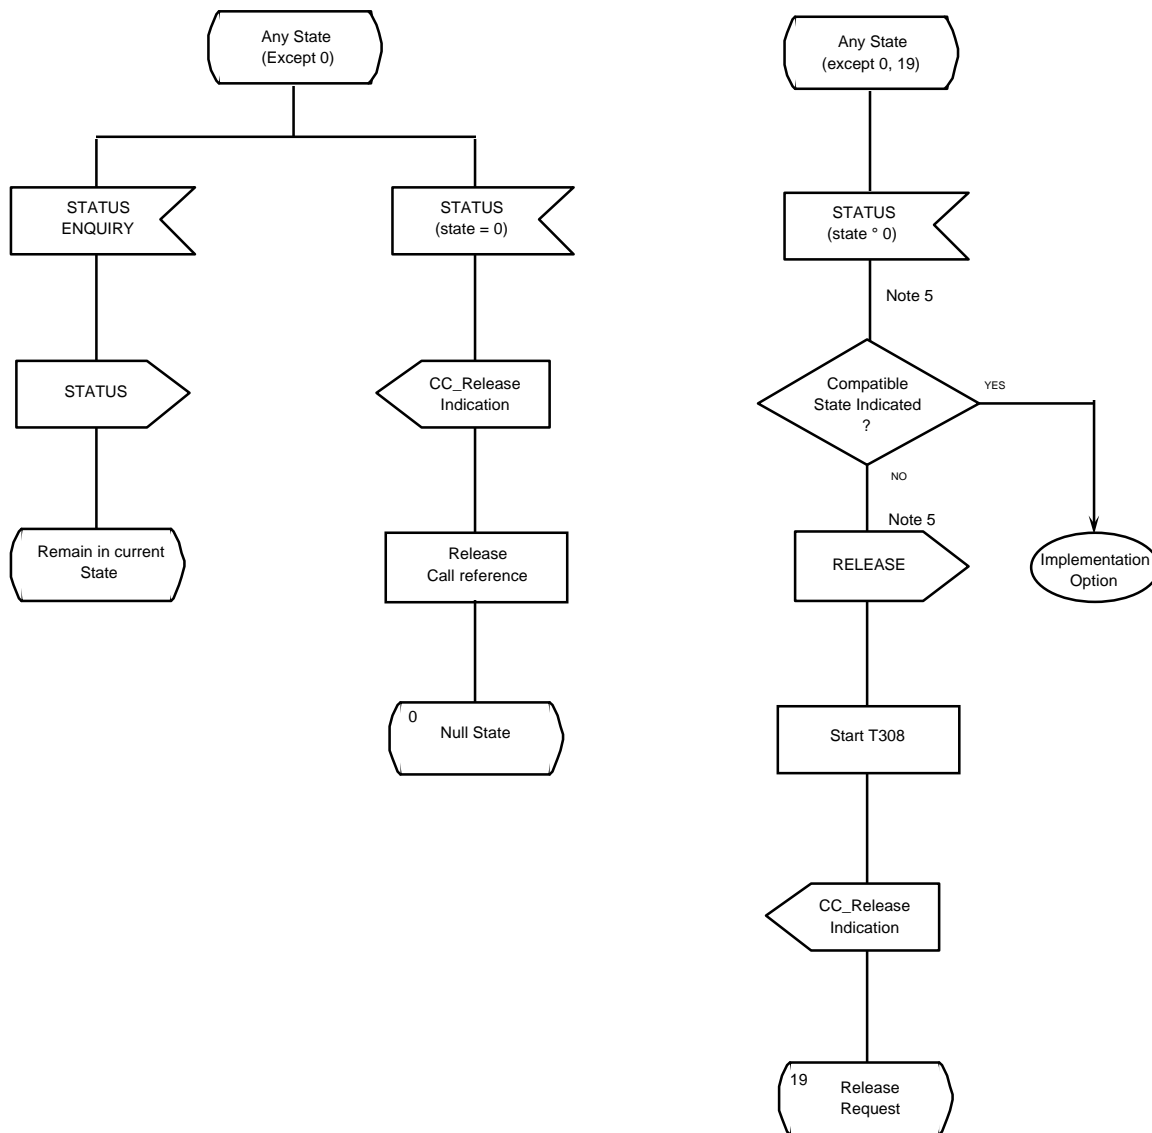 Any State
(Except 0)
STATUS
ENQUIRY
STATUS
Remain in current
State
STATUS
(state = 0)
CC_Release
Indication
Release
Call reference
0
Null State
Any State
(except 0, 19)
STATUS
(state ° 0)
Note 5
Compatible
State Indicated
?
YES
Implementation
Option
NO
Note 5
RELEASE
Start T308
CC_Release
Indication
19
Release
Request